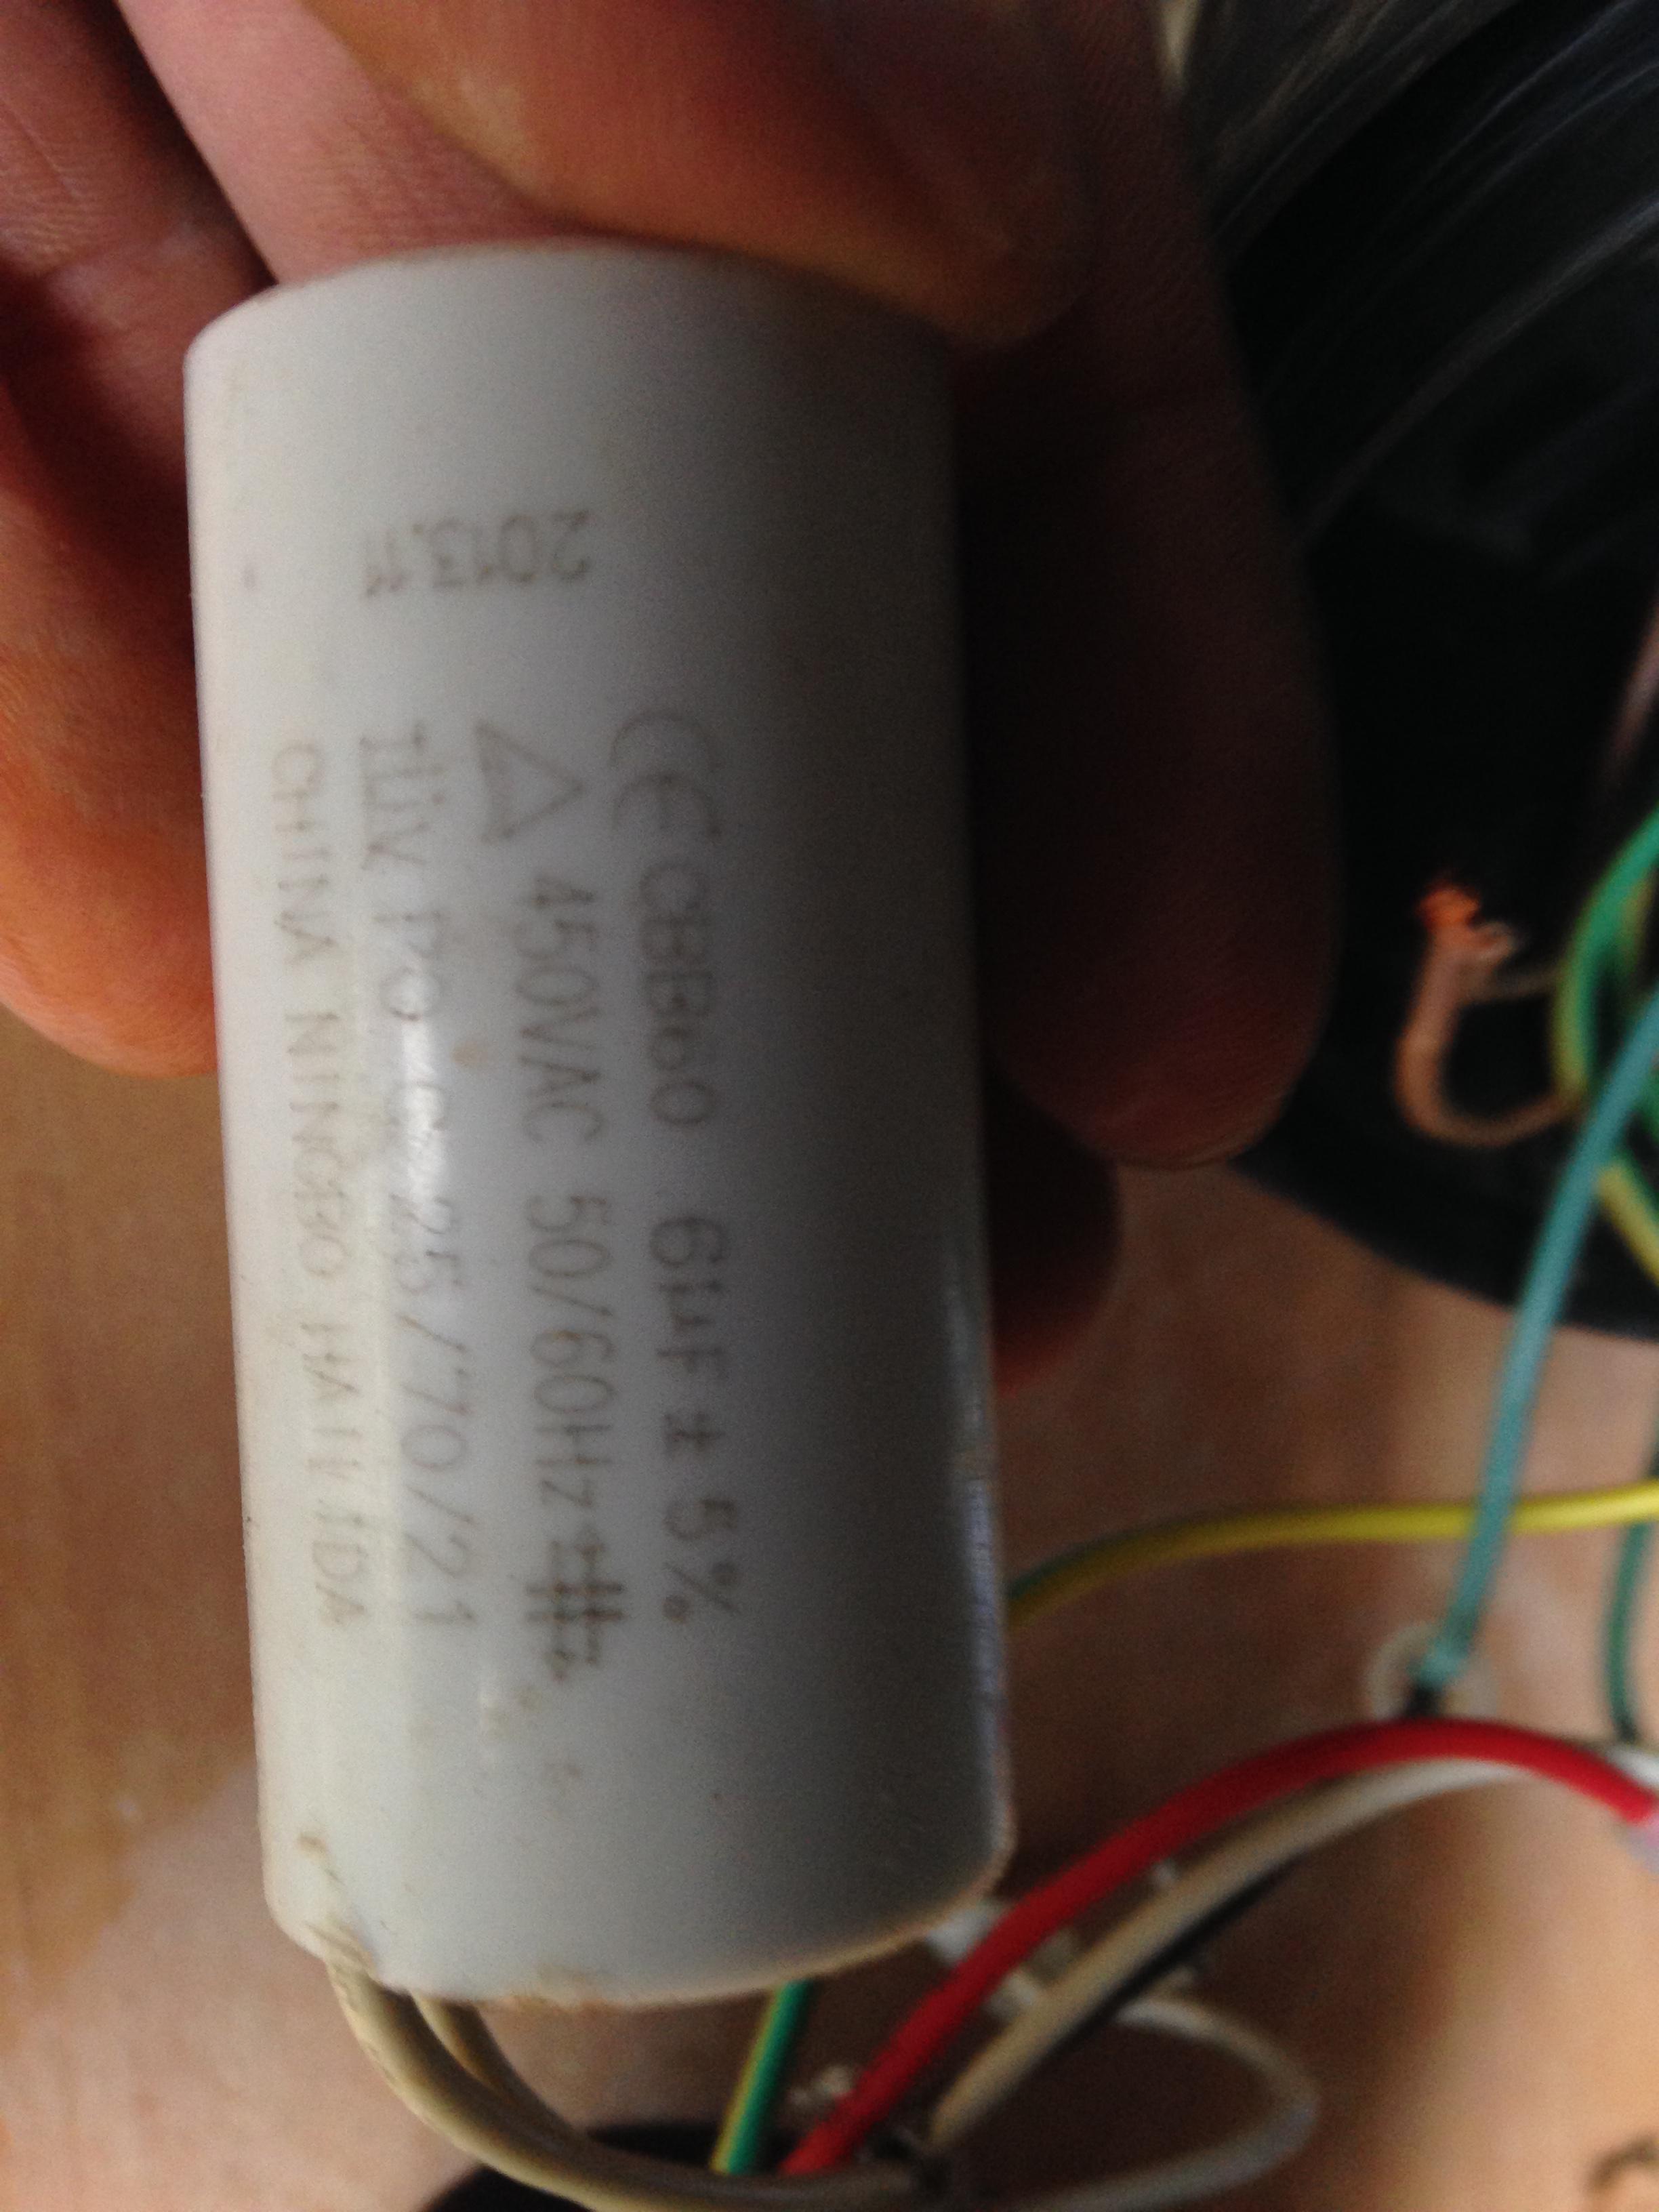 CE CBB60 6µF ± 5%
450VAC 50/60Hz
25/70/21
CHINA NINGBO
2013.11